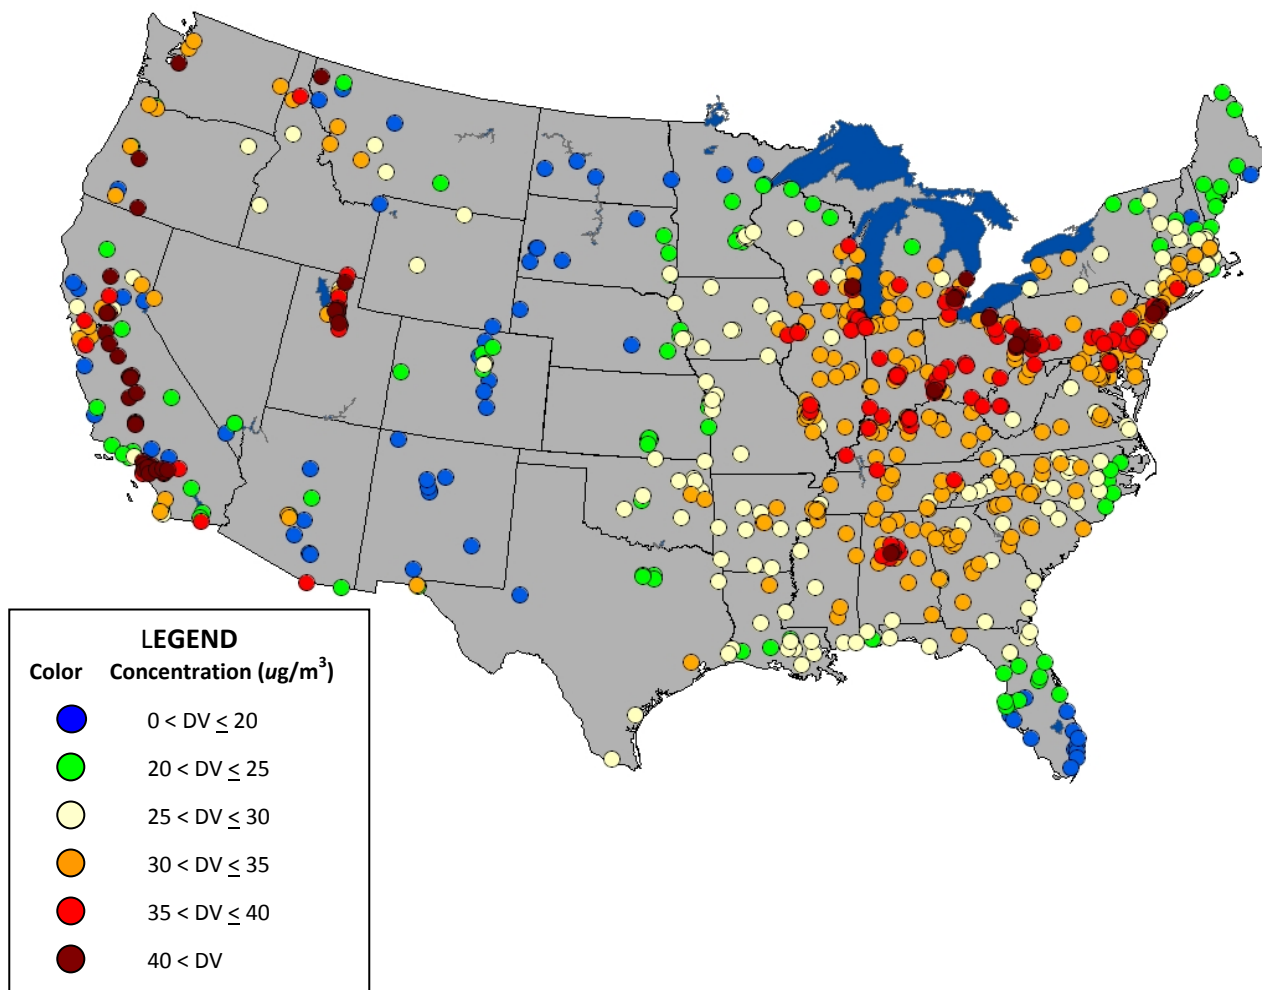 LEGEND
Color Concentration (ug/m³)
0 < DV ≤ 20
20 < DV ≤ 25
25 < DV ≤ 30
30 < DV ≤ 35
35 < DV ≤ 40
40 < DV